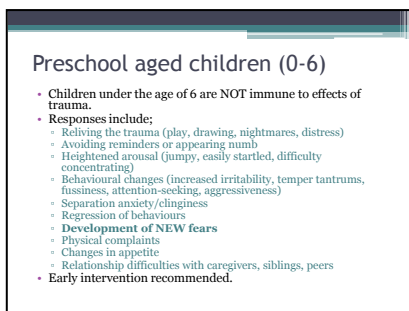 Preschool aged children (0-6)
• Children under the age of 6 are NOT immune to effects of
trauma.
• Responses include;
▫ Reliving the trauma (play, drawing, nightmares, distress)
▫ Avoiding reminders or appearing numb
▫ Heightened arousal (jumpy, easily startled, difficulty
concentrating)
▫ Behavioural changes (increased irritability, temper tantrums,
fussiness, attention-seeking, aggressiveness)
▫ Separation anxiety/clinginess
▫ Regression of behaviours
▫ Development of NEW fears
▫ Physical complaints
▫ Changes in appetite
▫ Relationship difficulties with caregivers, siblings, peers
• Early intervention recommended.